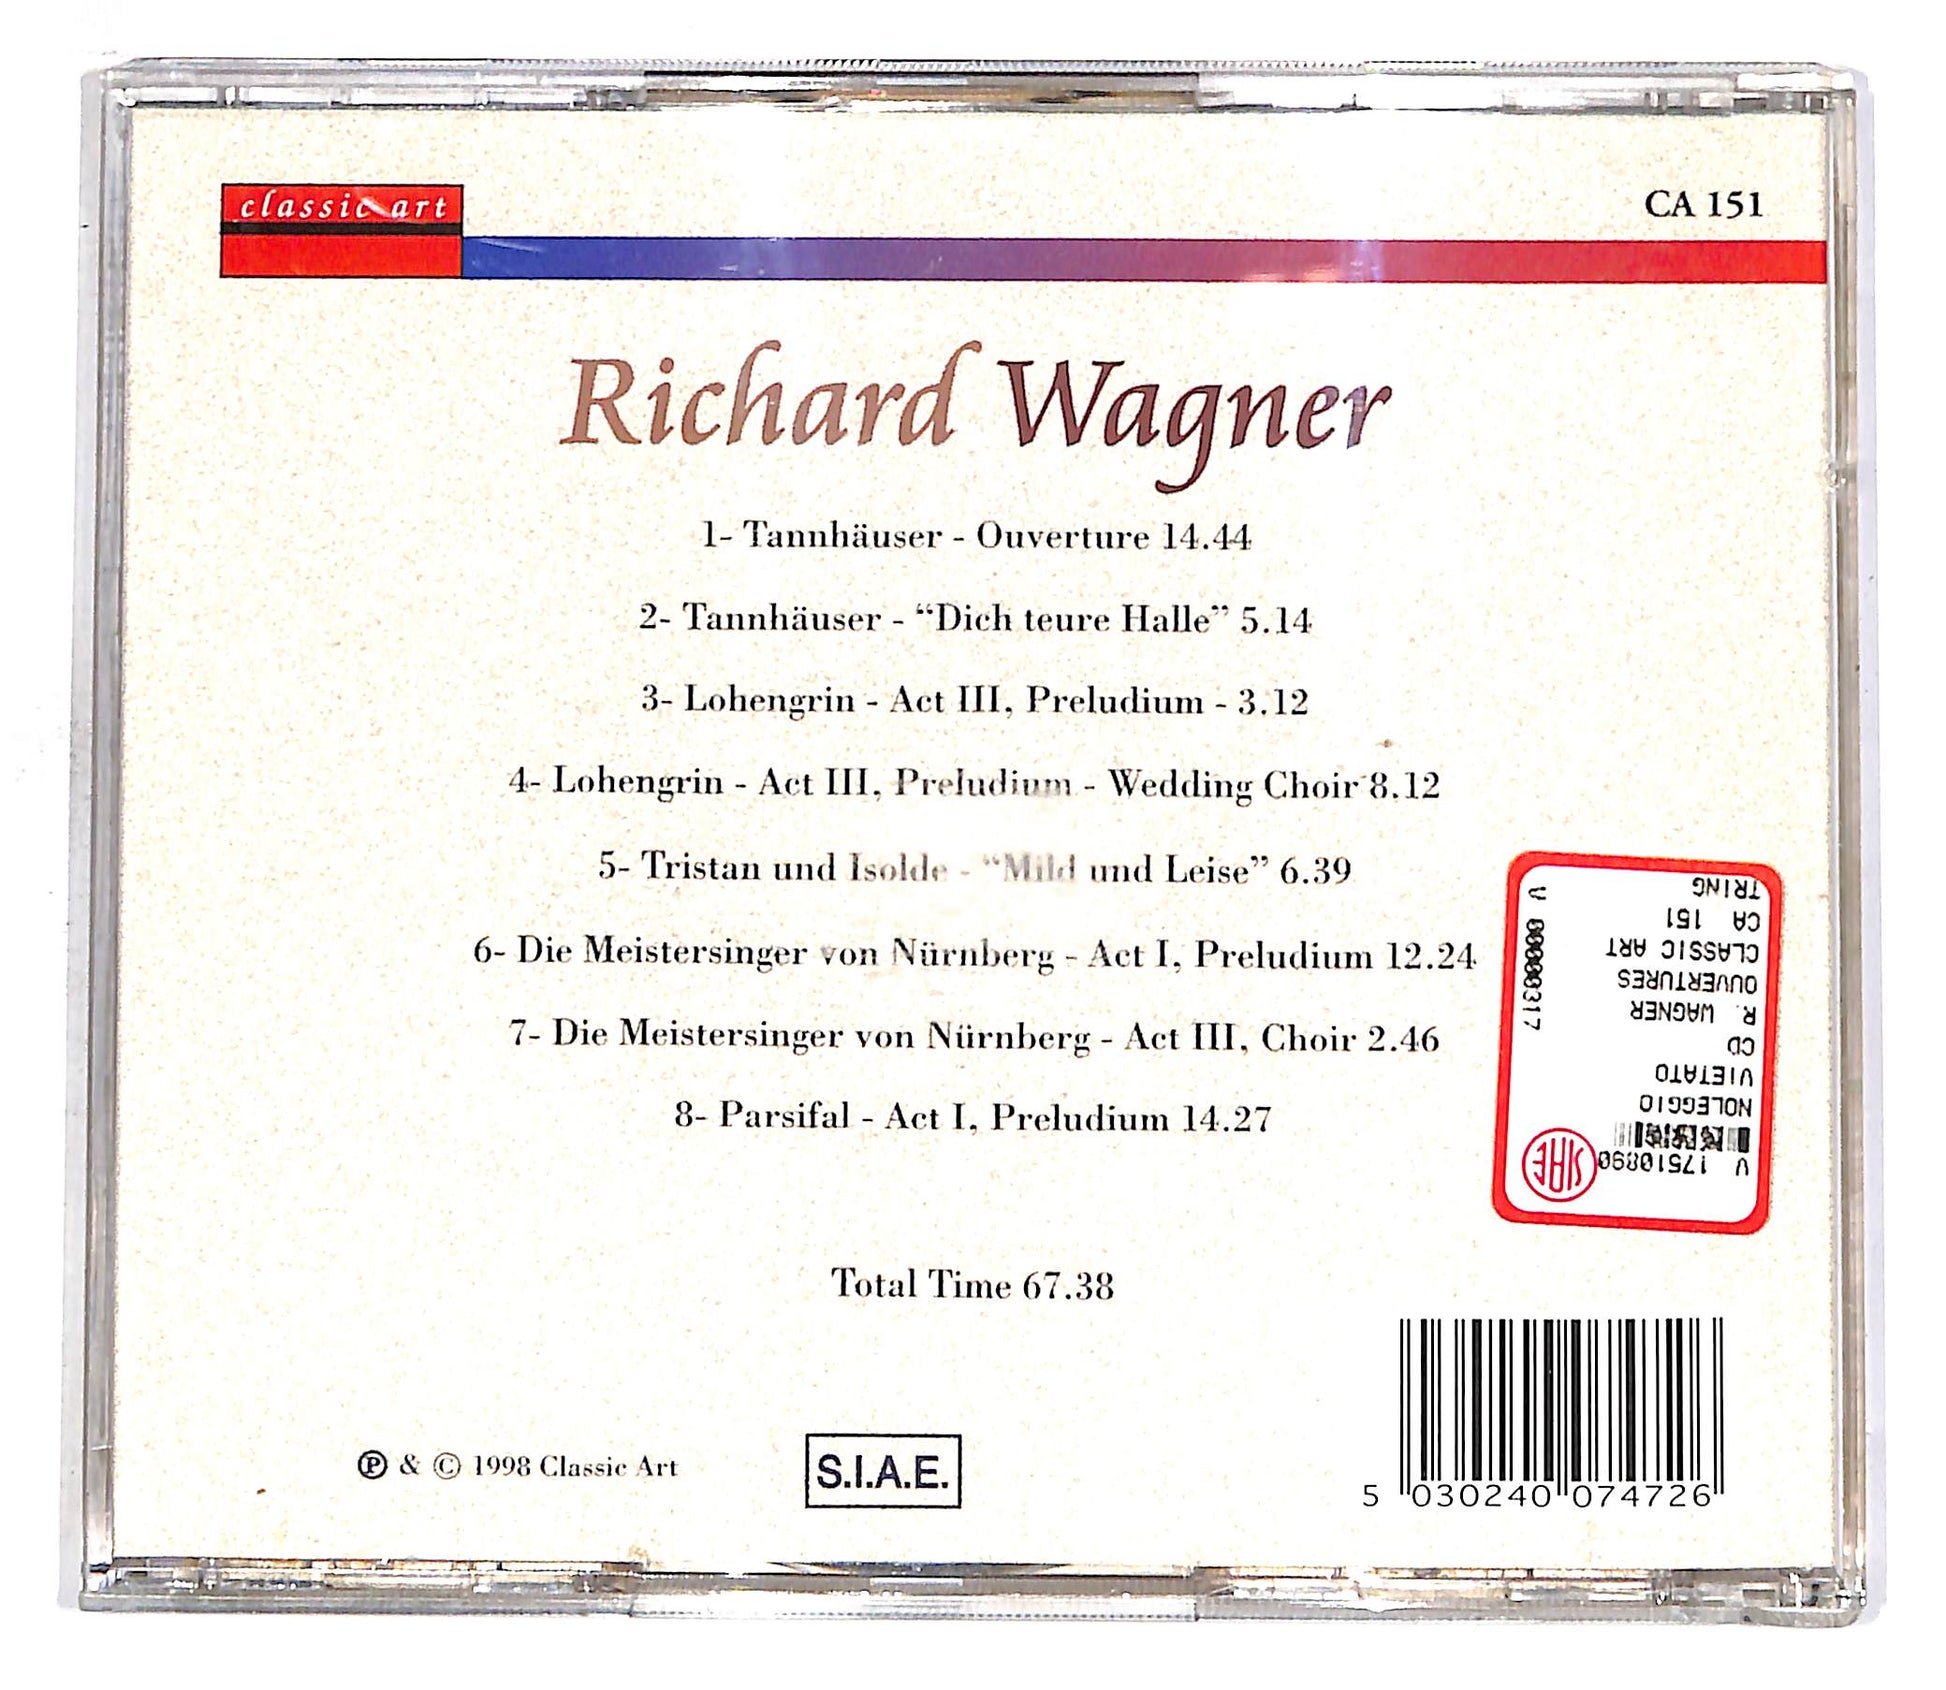 classic art
CA 151
Richard Wagner
1- Tannhäuser - Ouverture 14.44
2- Tannhäuser - “Dich teure Halle” 5.14
3- Lohengrin - Act III, Preludium - 3.12
4- Lohengrin - Act III, Preludium - Wedding Choir 8.12
5- Tristan und Isolde - “Mild und Leise” 6.39
6- Die Meistersinger von Nürnberg - Act I, Preludium 12.24
7- Die Meistersinger von Nürnberg - Act III, Choir 2.46
8- Parsifal - Act I, Preludium 14.27
Total Time 67.38
V 17510890
NOLEGGIO
VIETATO
CD
R. WAGNER
OUVERTURES
CLASSIC ART
CA 151
TRING
V 00000317
SIAE
℗ & © 1998 Classic Art
S.I.A.E.
5 030240 074726